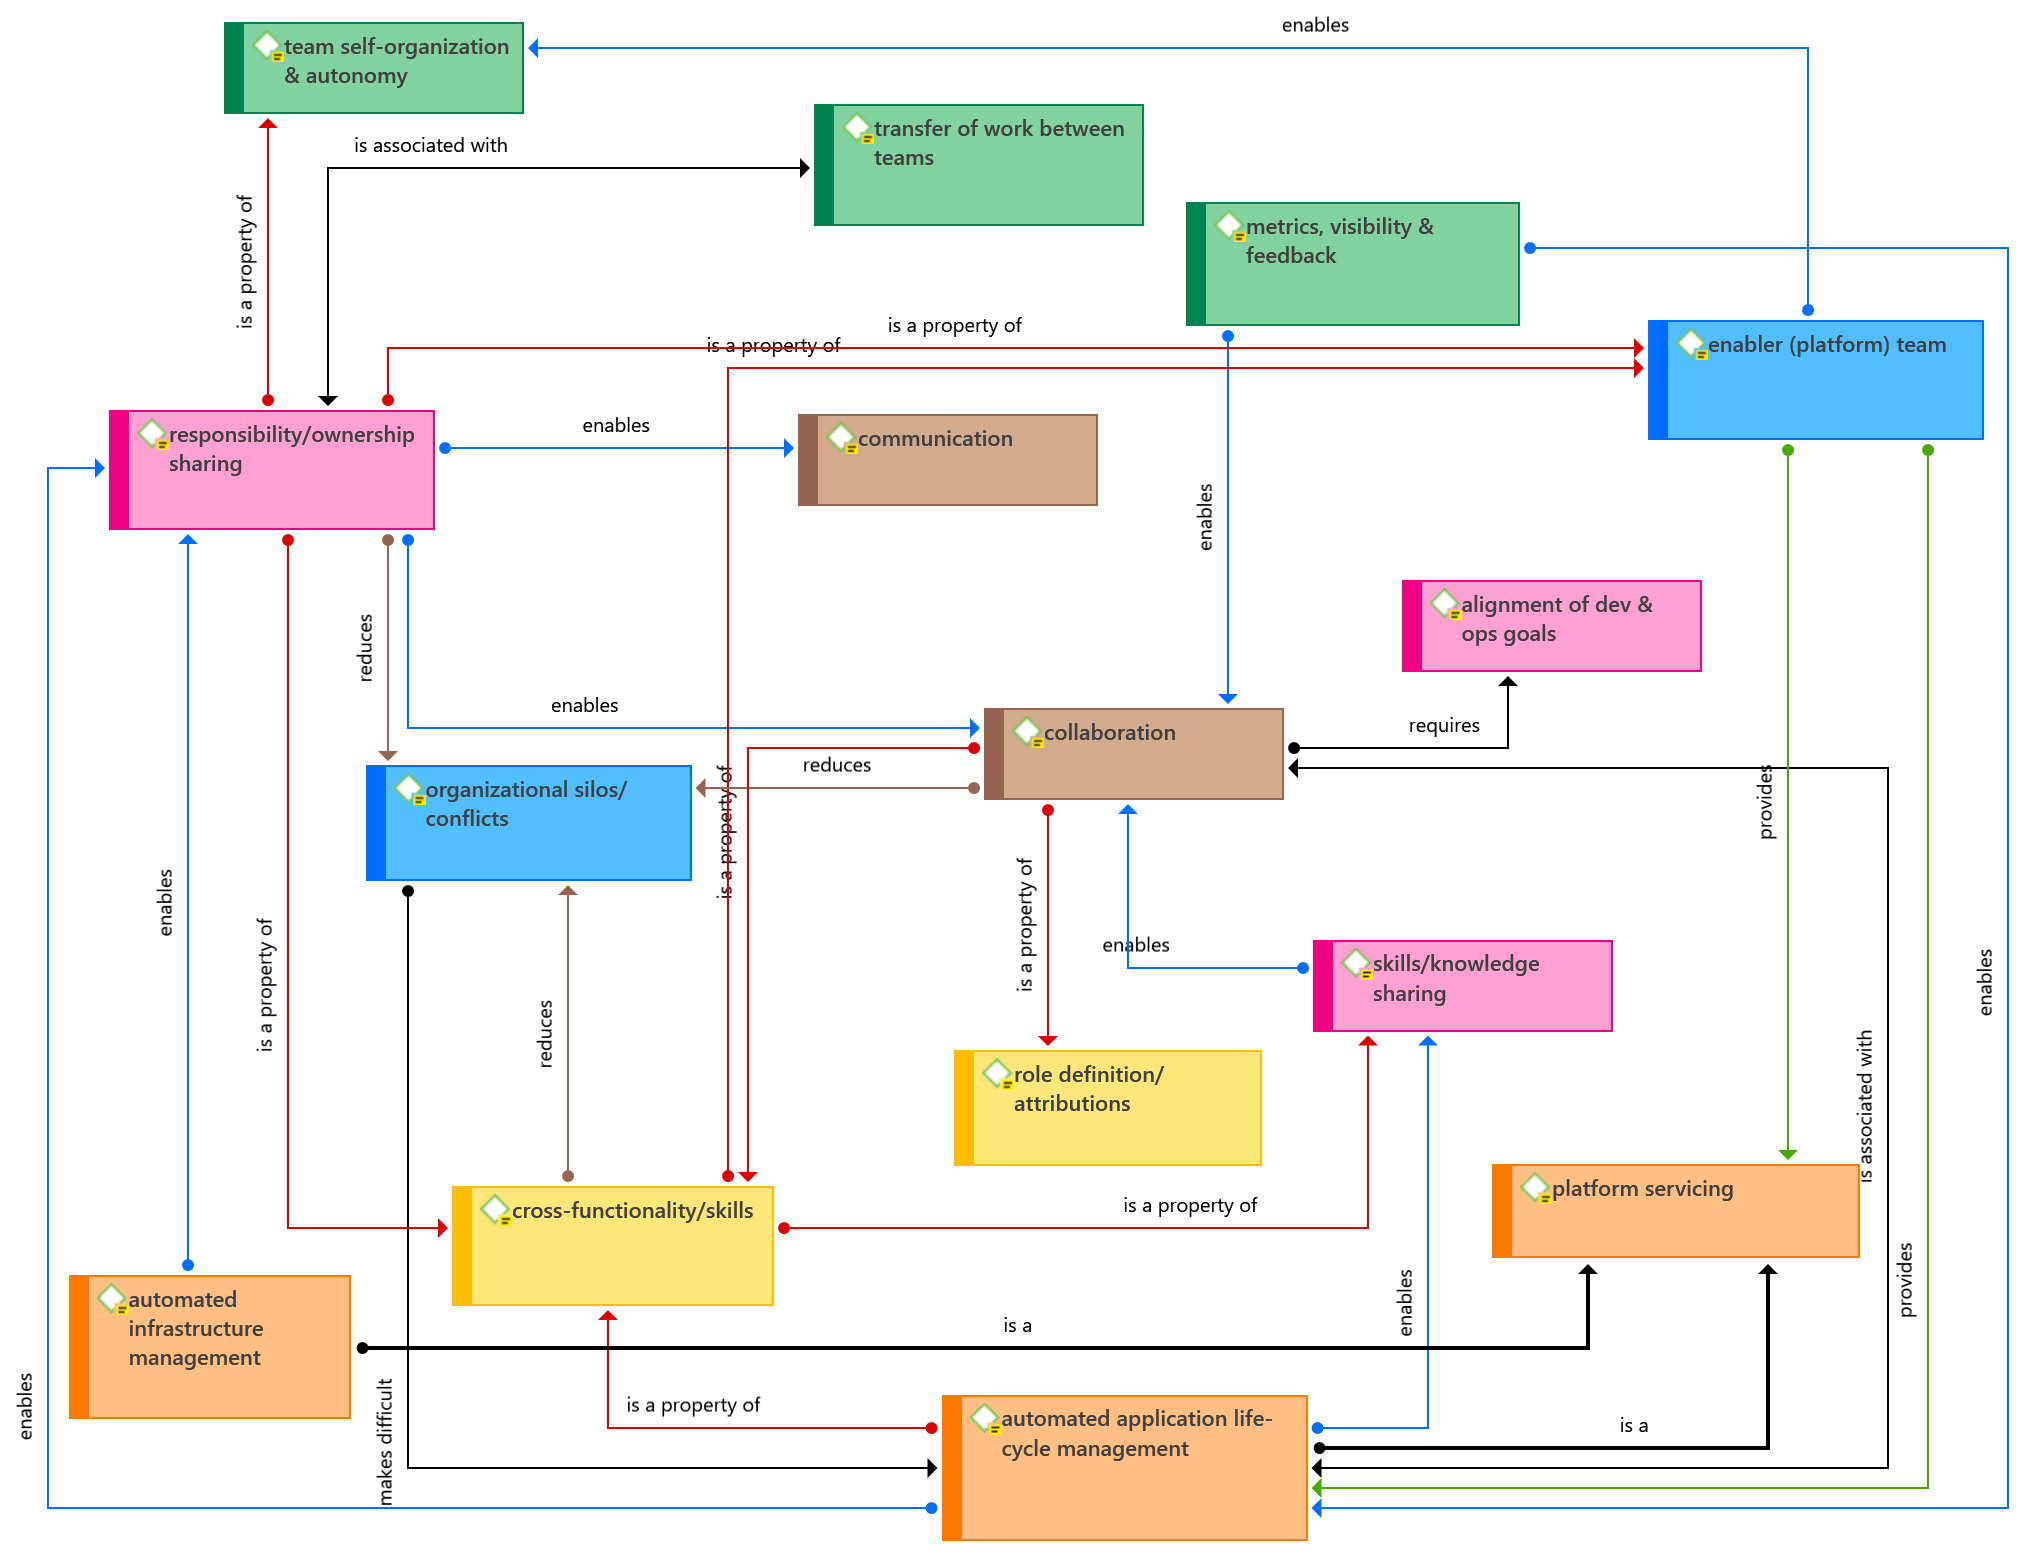 enables
team self-organization
& autonomy
transfer of work between
teams
is associated with
is a property of
metrics, visibility &
feedback
is a property of
is a property of
enabler (platform) team
responsibility/ownership
sharing
enables
communication
enables
alignment of dev &
ops goals
reduces
enables
collaboration
requires
reduces
provides
organizational silos/
conflicts
is a property of
enables
is a property of
is a property of
enables
skills/knowledge
sharing
enables
reduces
role definition/
attributions
is associated with
cross-functionality/skills
is a property of
platform servicing
provides
automated
infrastructure
management
is a
enables
enables
makes difficult
is a property of
automated application life-
cycle management
is a